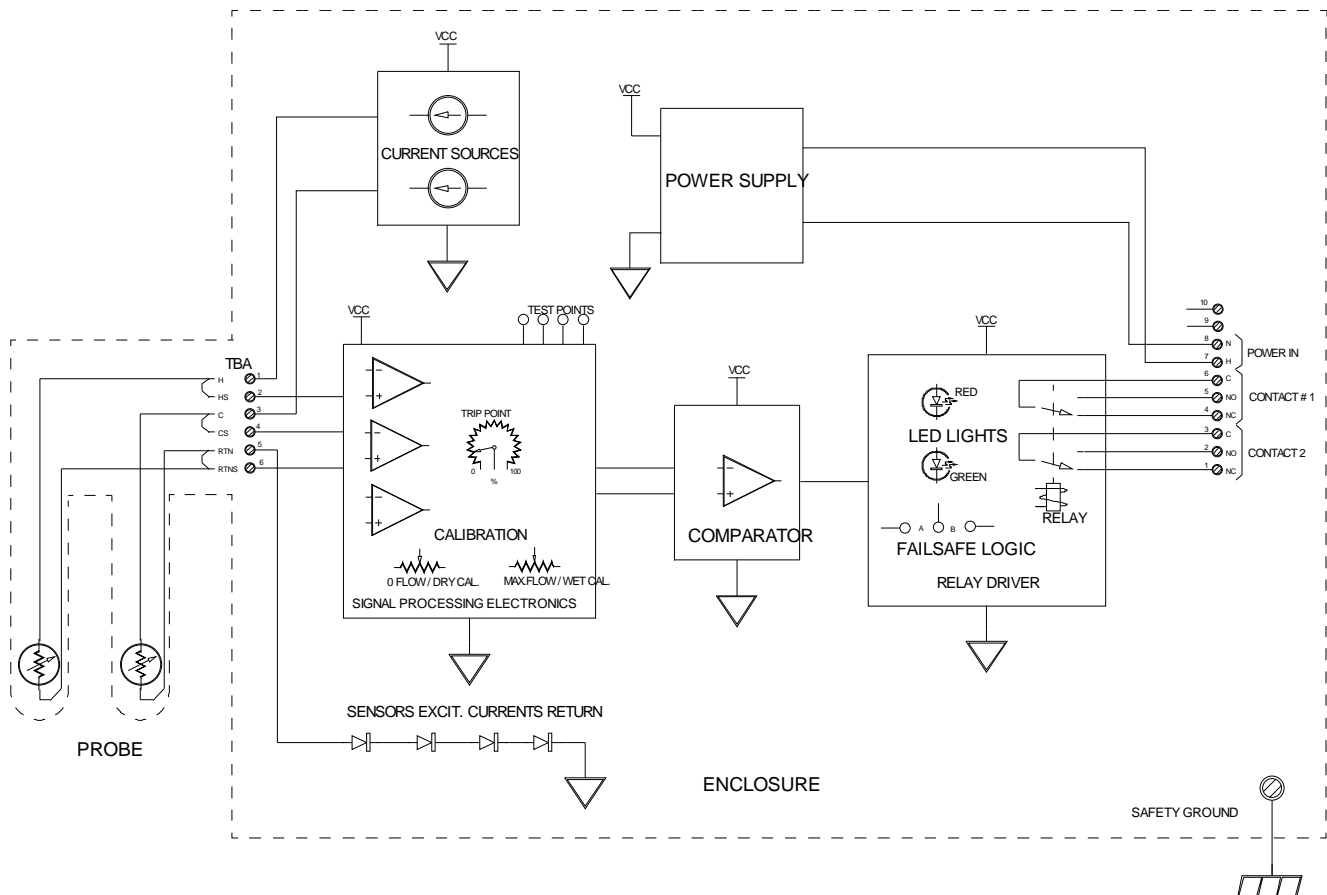 VCC
CURRENT SOURCES
VCC
POWER SUPPLY
VCC
TEST POINTS
TRIP POINT
0
100
%
CALIBRATION
0 FLOW / DRY CAL.
MAX.FLOW / WET CAL.
SIGNAL PROCESSING ELECTRONICS
TBA
H 1
HS 2
C 3
CS 4
RTN 5
RTNS 6
VCC
COMPARATOR
VCC
RED
LED LIGHTS
GREEN
RELAY
A B
FAILSAFE LOGIC
RELAY DRIVER
10
9
8 N
7 H
POWER IN
6 C
5 NO
4 NC
CONTACT # 1
3 C
2 NO
1 NC
CONTACT 2
SENSORS EXCIT. CURRENTS RETURN
PROBE
ENCLOSURE
SAFETY GROUND